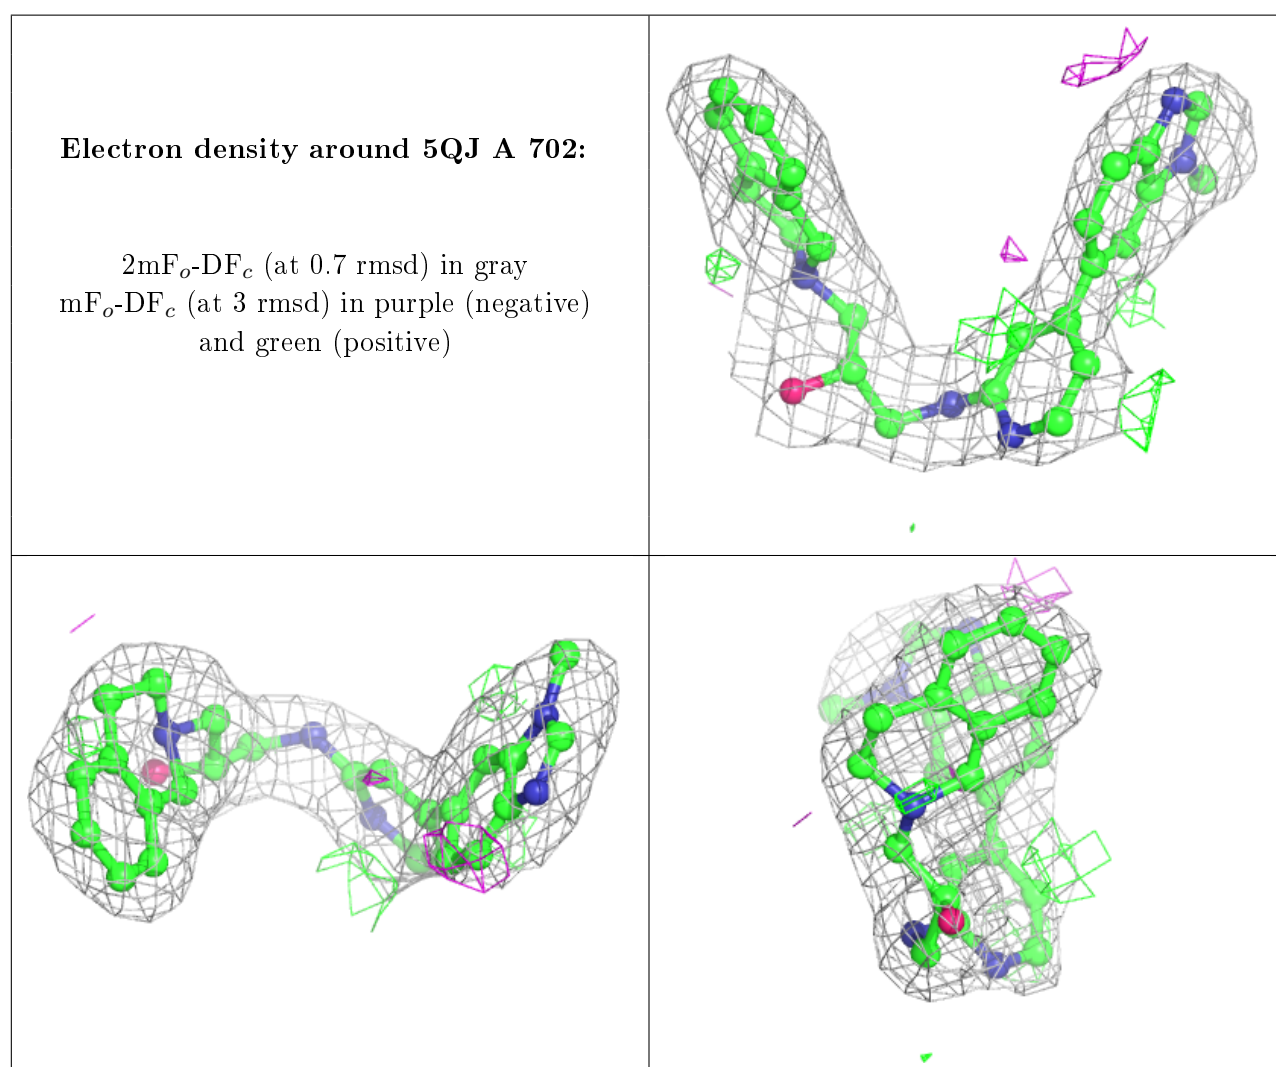 Electron density around 5QJ A 702:
2mFo-DFc (at 0.7 rmsd) in gray
mFo-DFc (at 3 rmsd) in purple (negative)
and green (positive)